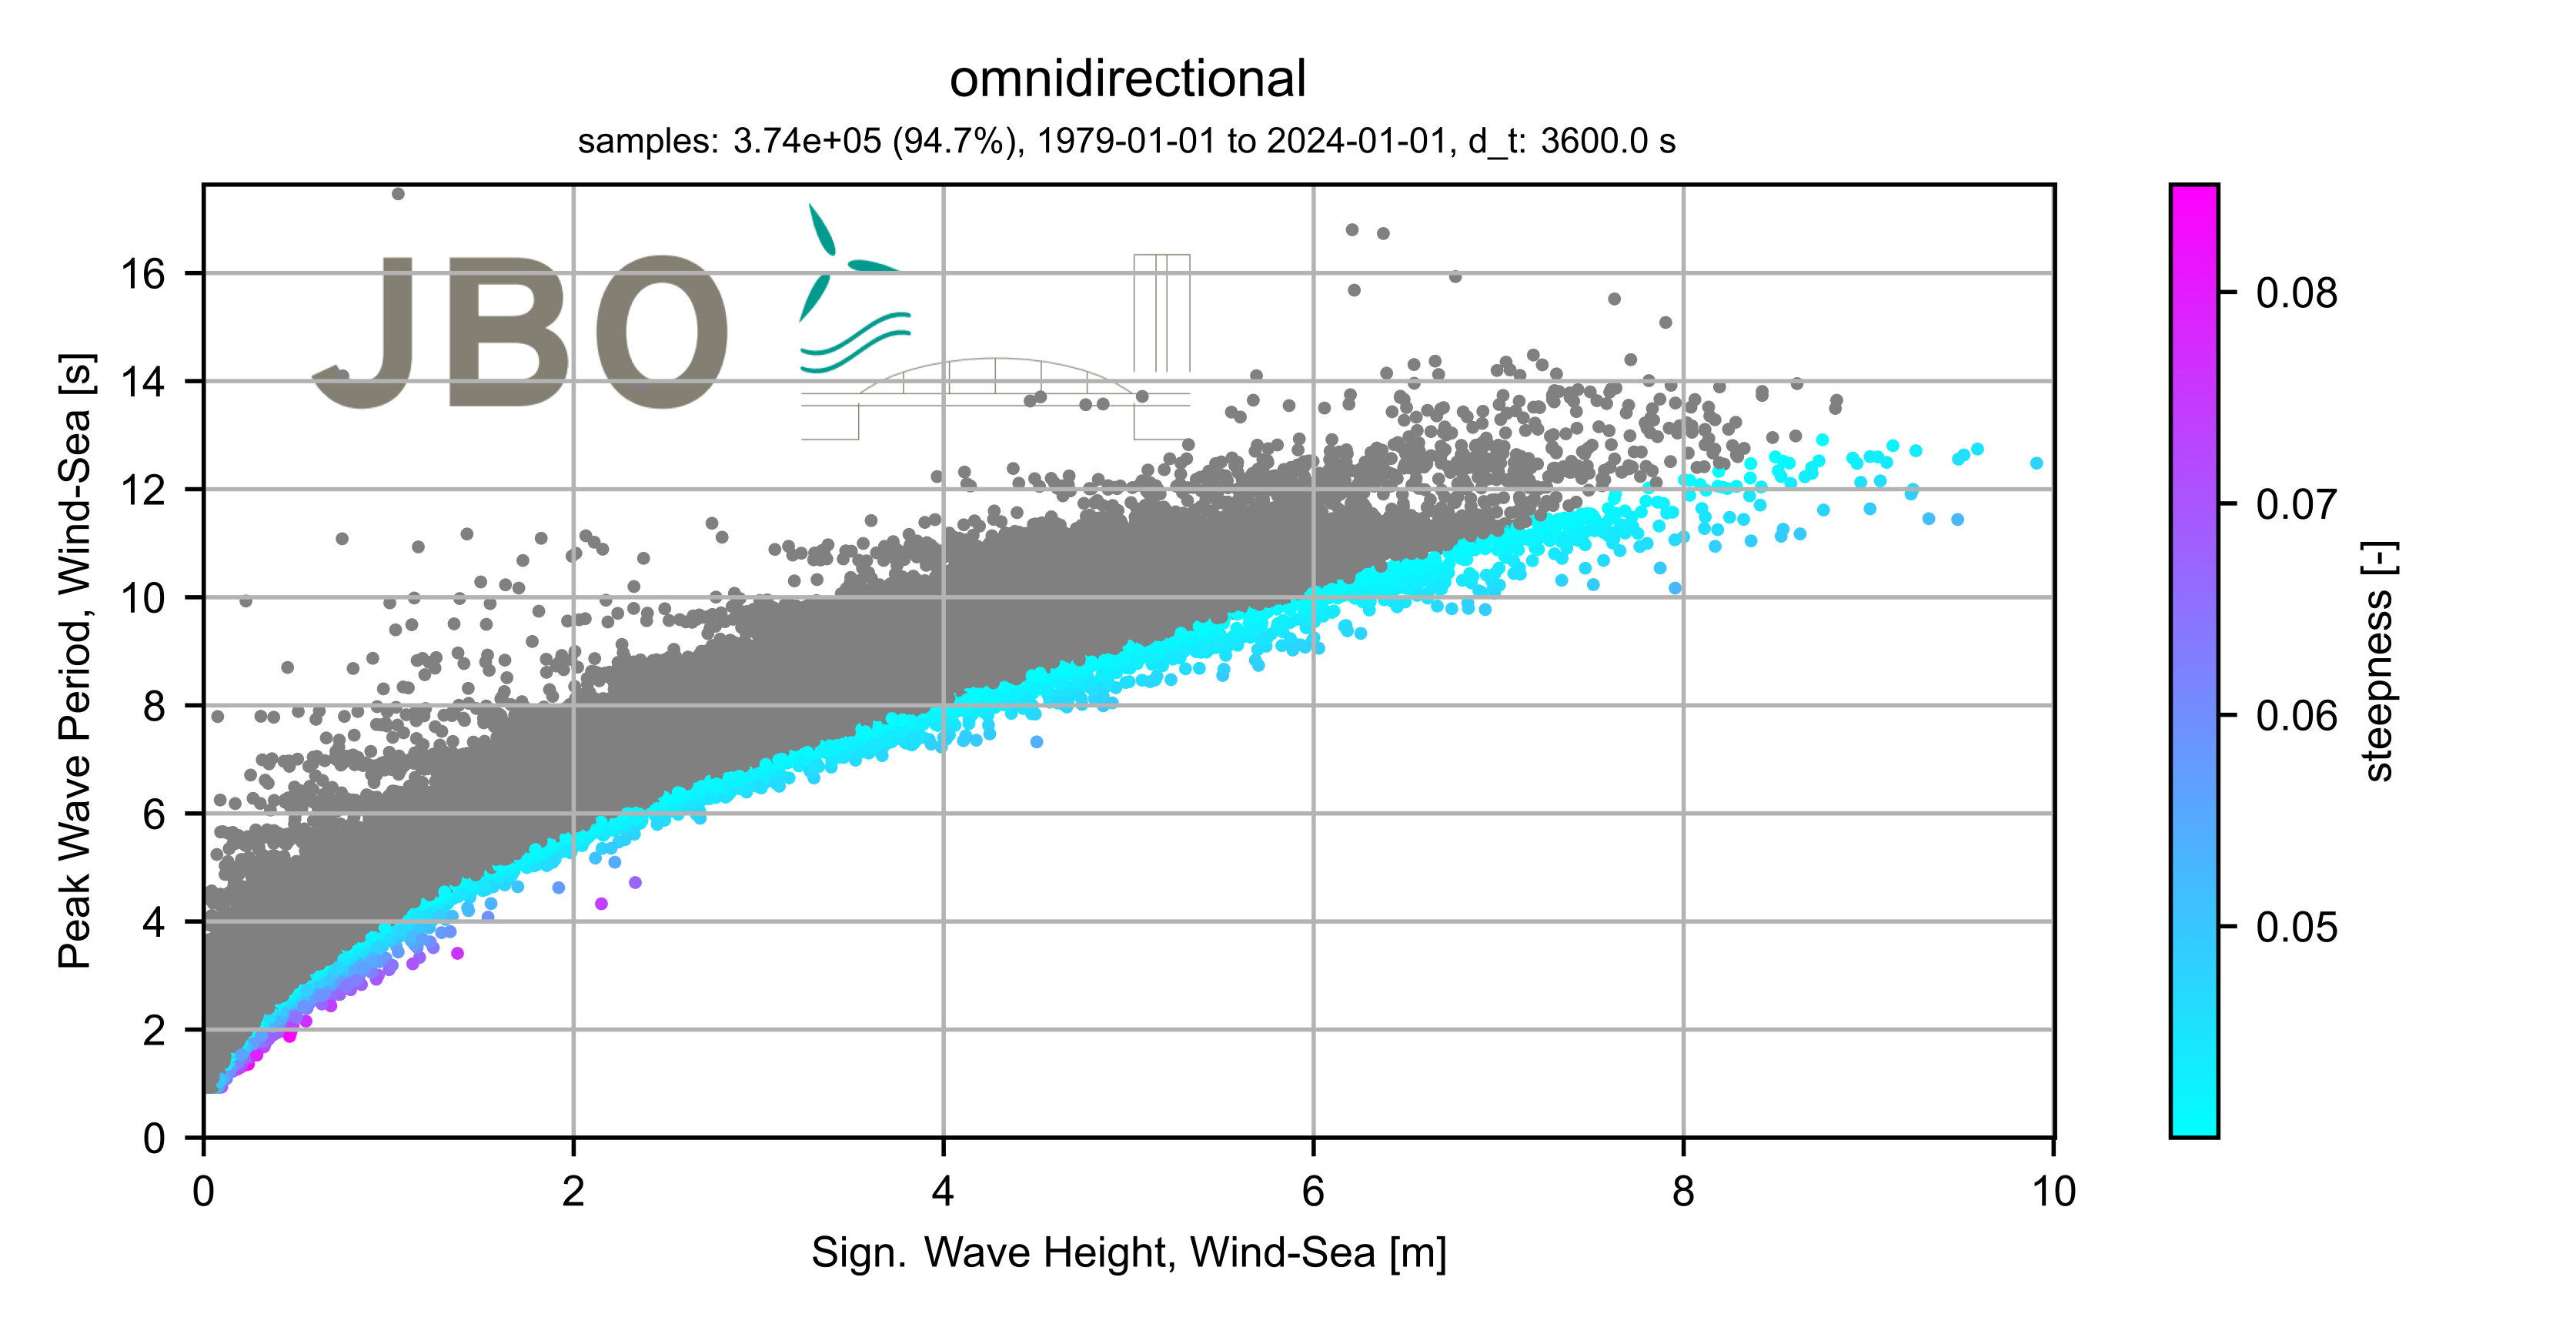 omnidirectional
samples: 3.74e+05 (94.7%), 1979-01-01 to 2024-01-01, d_t: 3600.0 s
JBO
16
14
12
10
8
6
4
2
0
Peak Wave Period, Wind-Sea [s]
0 2 4 6 8 10
Sign. Wave Height, Wind-Sea [m]
0.08
0.07
0.06
0.05
steepness [-]